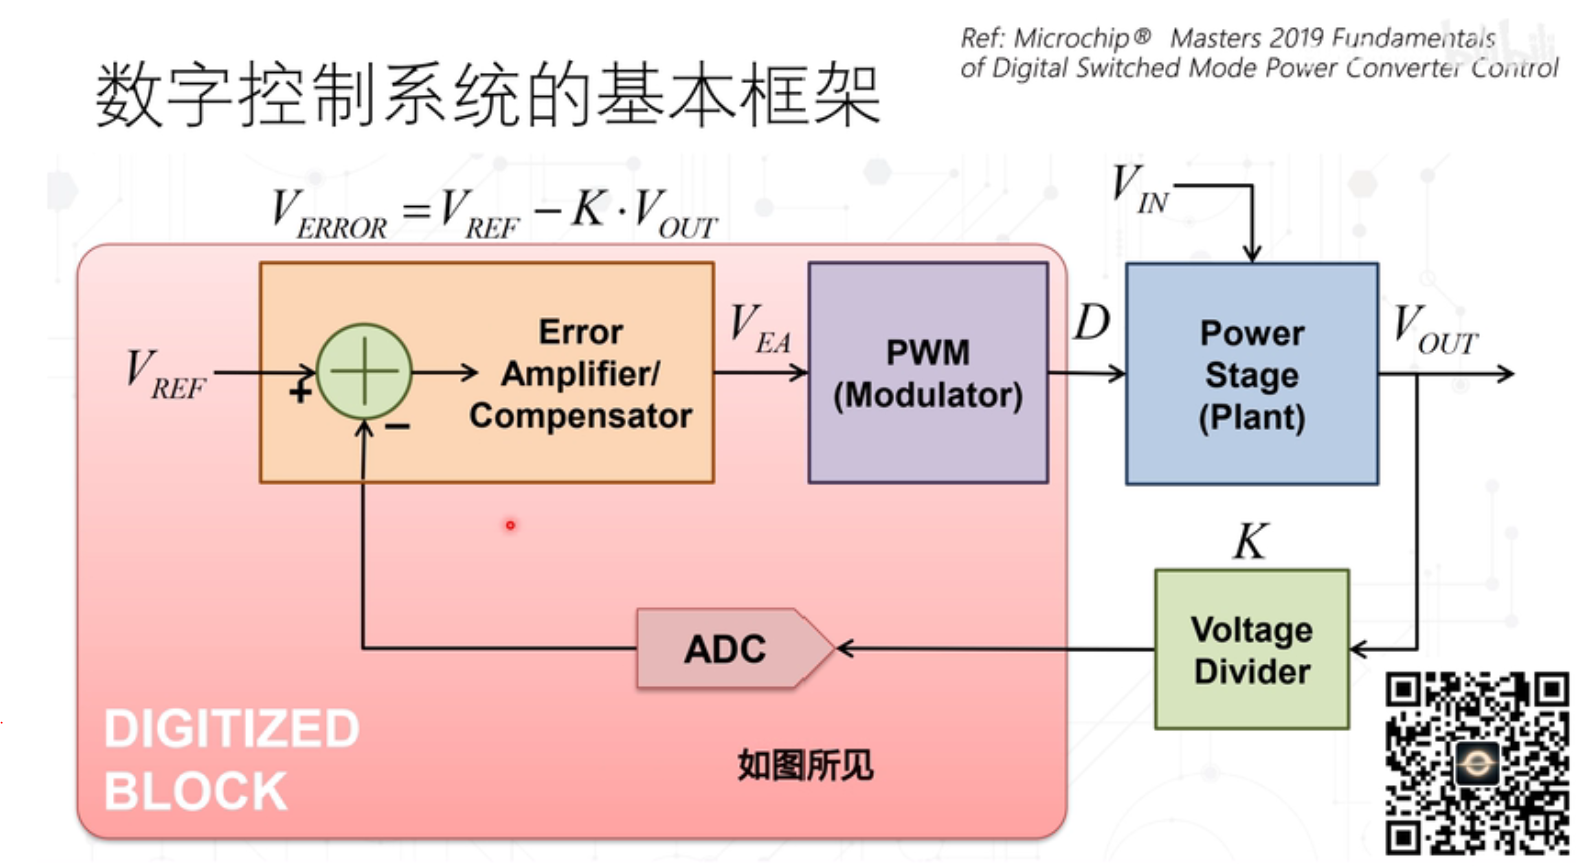 Ref: Microchip® Masters 2019 Fundamentals
of Digital Switched Mode Power Converter Control
数字控制系统的基本框架
V_ERROR = V_REF − K · V_OUT
V_IN
V_REF
+
−
Error
Amplifier/
Compensator
V_EA
PWM
(Modulator)
D
Power
Stage
(Plant)
V_OUT
K
Voltage
Divider
ADC
DIGITIZED
BLOCK
如图所见
bilibili